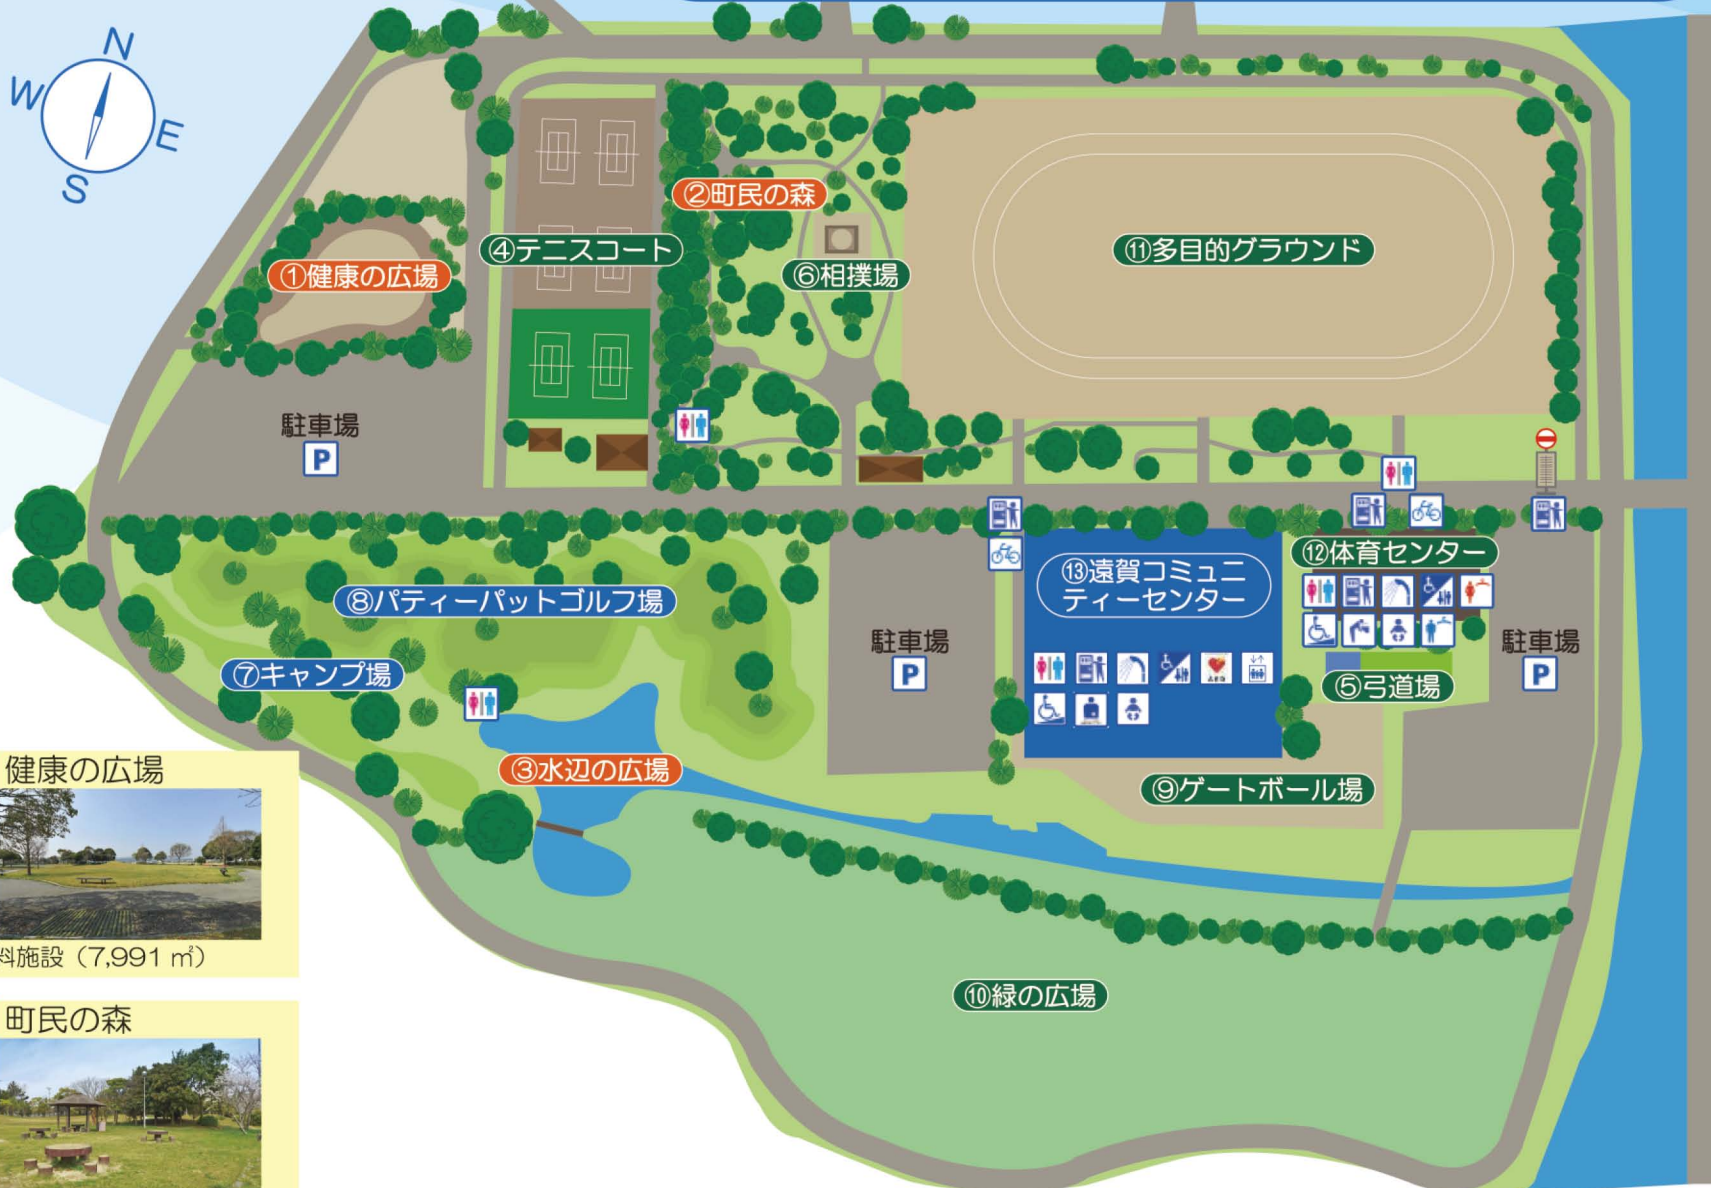 N
W
E
S
②町民の森
④テニスコート
⑪多目的グラウンド
①健康の広場
⑥相撲場
駐車場
P
⑫体育センター
⑬遠賀コミュニ
ティーセンター
⑧パティーパットゴルフ場
駐車場
P
駐車場
P
⑦キャンプ場
⑤弓道場
③水辺の広場
⑨ゲートボール場
⑩緑の広場
健康の広場
料施設（7,991 ㎡）
町民の森